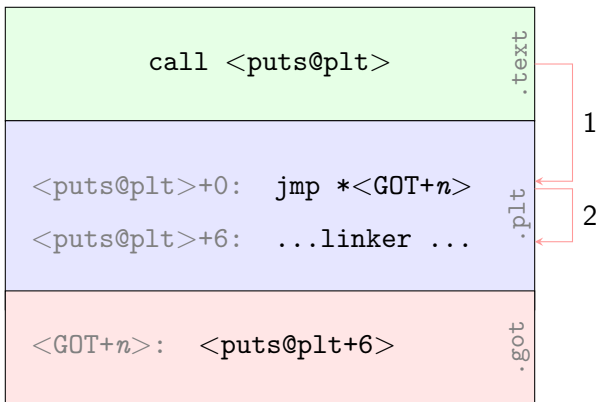 call <puts@plt>
.text
1
<puts@plt>+0: jmp *<GOT+n>
<puts@plt>+6: ...linker ...
.plt
2
<GOT+n>: <puts@plt+6>
.got